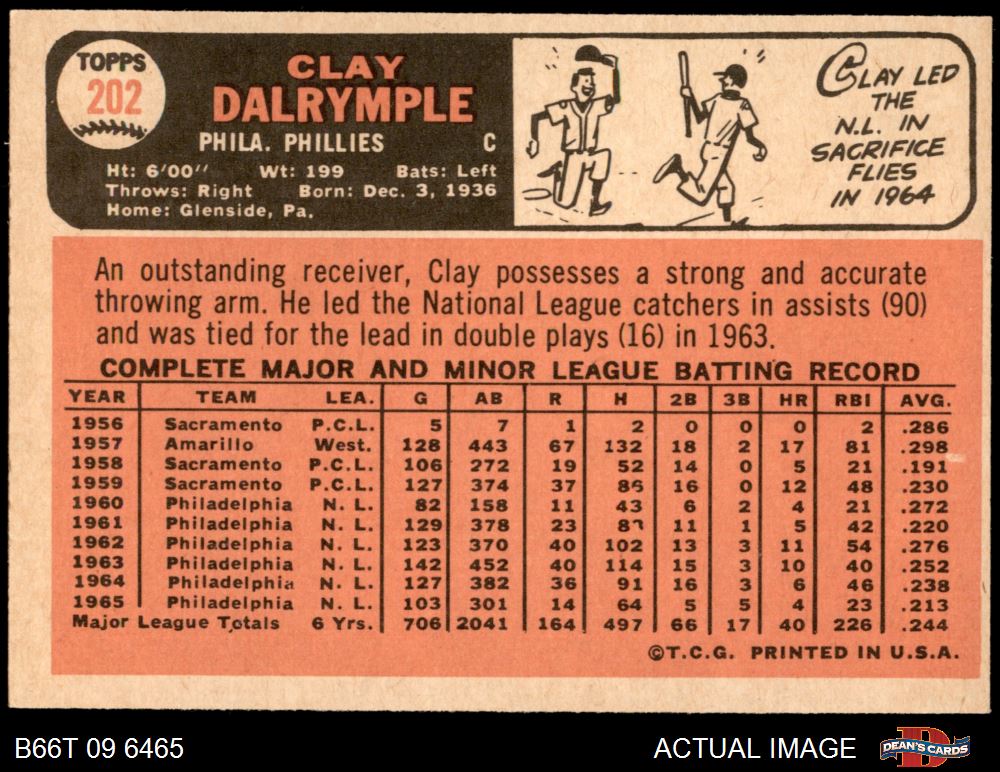 TOPPS
202
CLAY
DALRYMPLE
PHILA. PHILLIES C
Ht: 6'00" Wt: 199 Bats: Left
Throws: Right Born: Dec. 3, 1936
Home: Glenside, Pa.
CLAY LED
THE
N.L. IN
SACRIFICE
FLIES
IN 1964
An outstanding receiver, Clay possesses a strong and accurate
throwing arm. He led the National League catchers in assists (90)
and was tied for the lead in double plays (16) in 1963.
COMPLETE MAJOR AND MINOR LEAGUE BATTING RECORD
YEAR TEAM LEA. G AB R H 2B 3B HR RBI AVG.
1956 Sacramento P.C.L. 5 7 1 2 0 0 0 2 .286
1957 Amarillo West. 128 443 67 132 18 2 17 81 .298
1958 Sacramento P.C.L. 106 272 19 52 14 0 5 21 .191
1959 Sacramento P.C.L. 127 374 37 86 16 0 12 48 .230
1960 Philadelphia N. L. 82 158 11 43 6 2 4 21 .272
1961 Philadelphia N. L. 129 378 23 11 1 5 42 .220
1962 Philadelphia N. L. 123 370 40 102 13 3 11 54 .276
1963 Philadelphia N. L. 142 452 40 114 15 3 10 40 .252
1964 Philadelphia N. L. 127 382 36 91 16 3 6 46 .238
1965 Philadelphia N. L. 103 301 14 64 5 5 4 23 .213
Major League Totals 6 Yrs. 706 2041 164 497 66 17 40 226 .244
©T.C.G. PRINTED IN U.S.A.
B66T 09 6465 ACTUAL IMAGE DEAN'S CARDS